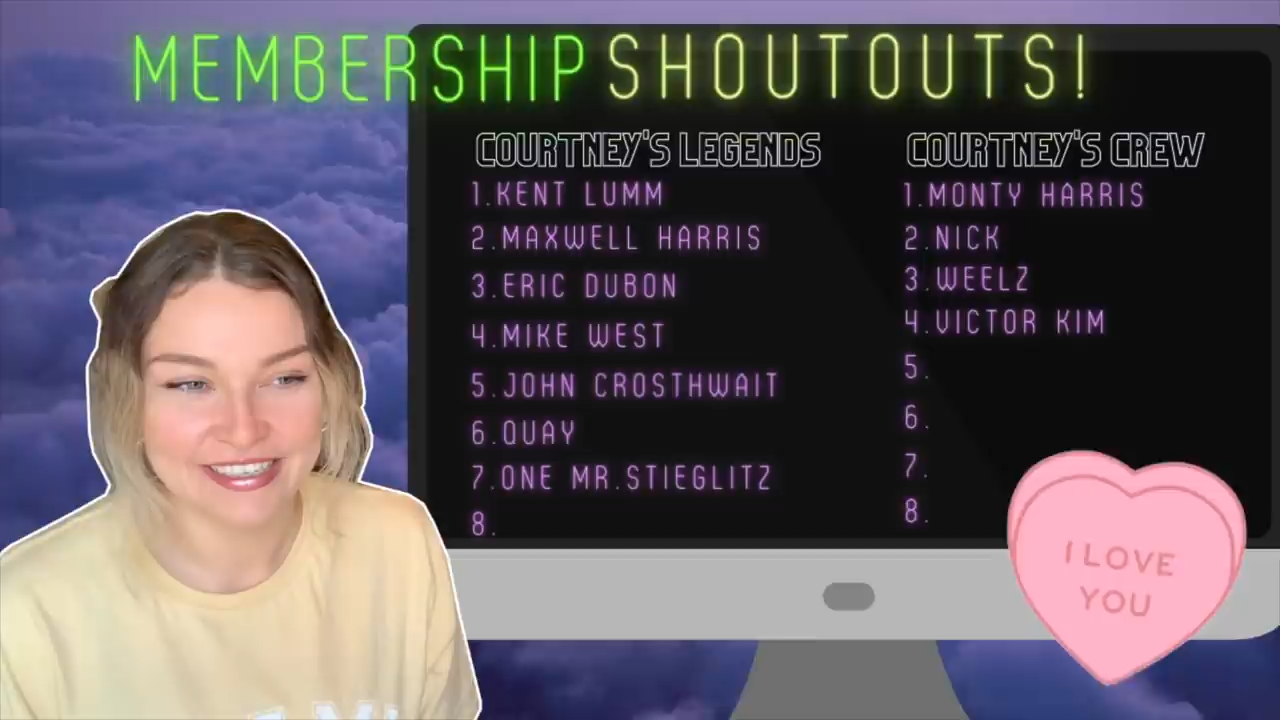 MEMBERSHIP SHOUTOUTS!
COURTNEY'S LEGENDS
1.KENT LUMM
2.MAXWELL HARRIS
3.ERIC DUBON
4.MIKE WEST
5.JOHN CROSTHWAIT
6.QUAY
7.ONE MR.STIEGLITZ
8.
COURTNEY'S CREW
1.MONTY HARRIS
2.NICK
3.WEELZ
4.VICTOR KIM
5.
6.
7.
8.
I LOVE
YOU